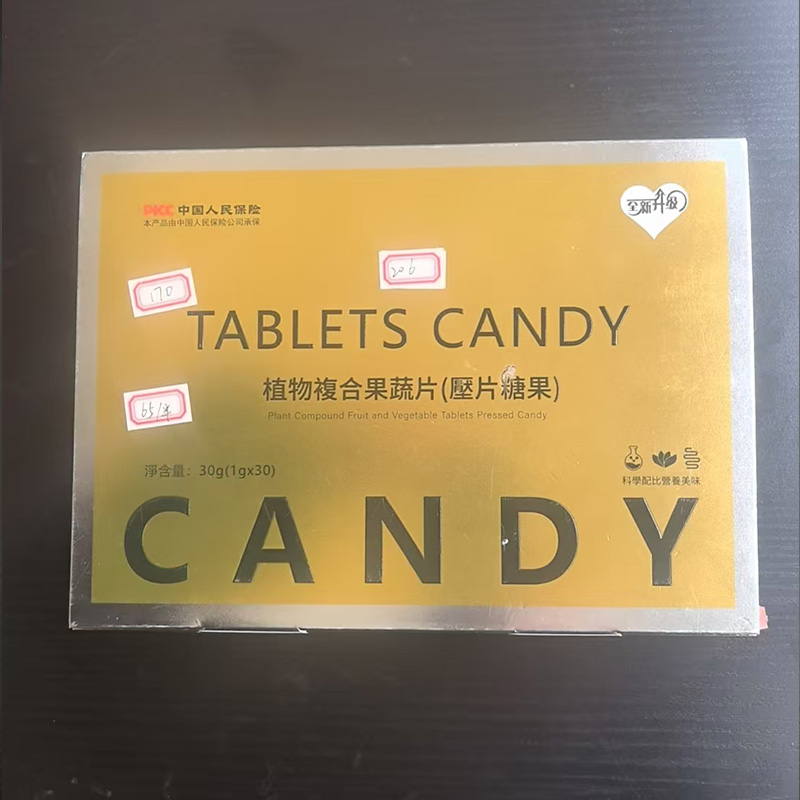 PICC 中国人民保险
本产品由中国人民保险公司承保
全新升级
170
206
TABLETS CANDY
植物複合果蔬片(壓片糖果)
Plant Compound Fruit and Vegetable Tablets Pressed Candy
65/
淨含量：30g(1gx30)
科學配比營養美味
CANDY